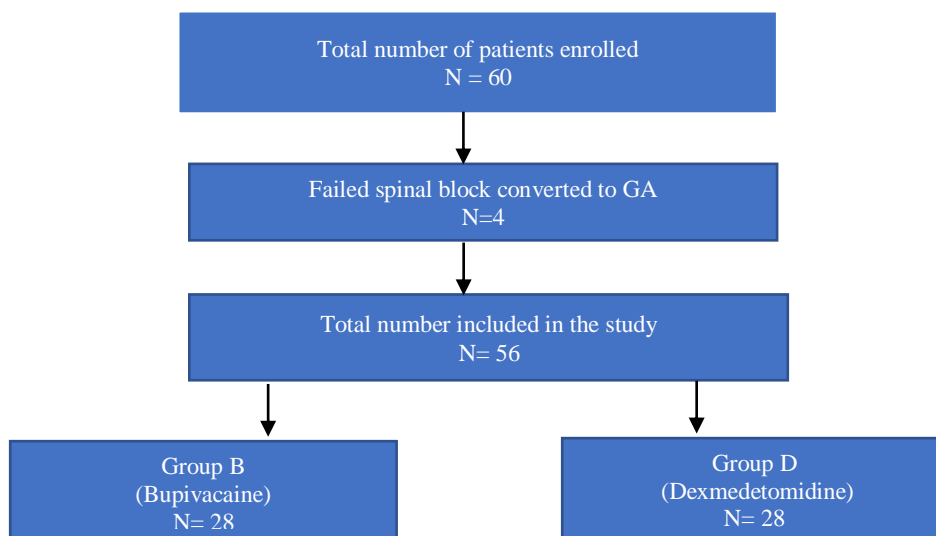 Total number of patients enrolled
N = 60
Failed spinal block converted to GA
N=4
Total number included in the study
N= 56
Group B
(Bupivacaine)
N= 28
Group D
(Dexmedetomidine)
N= 28